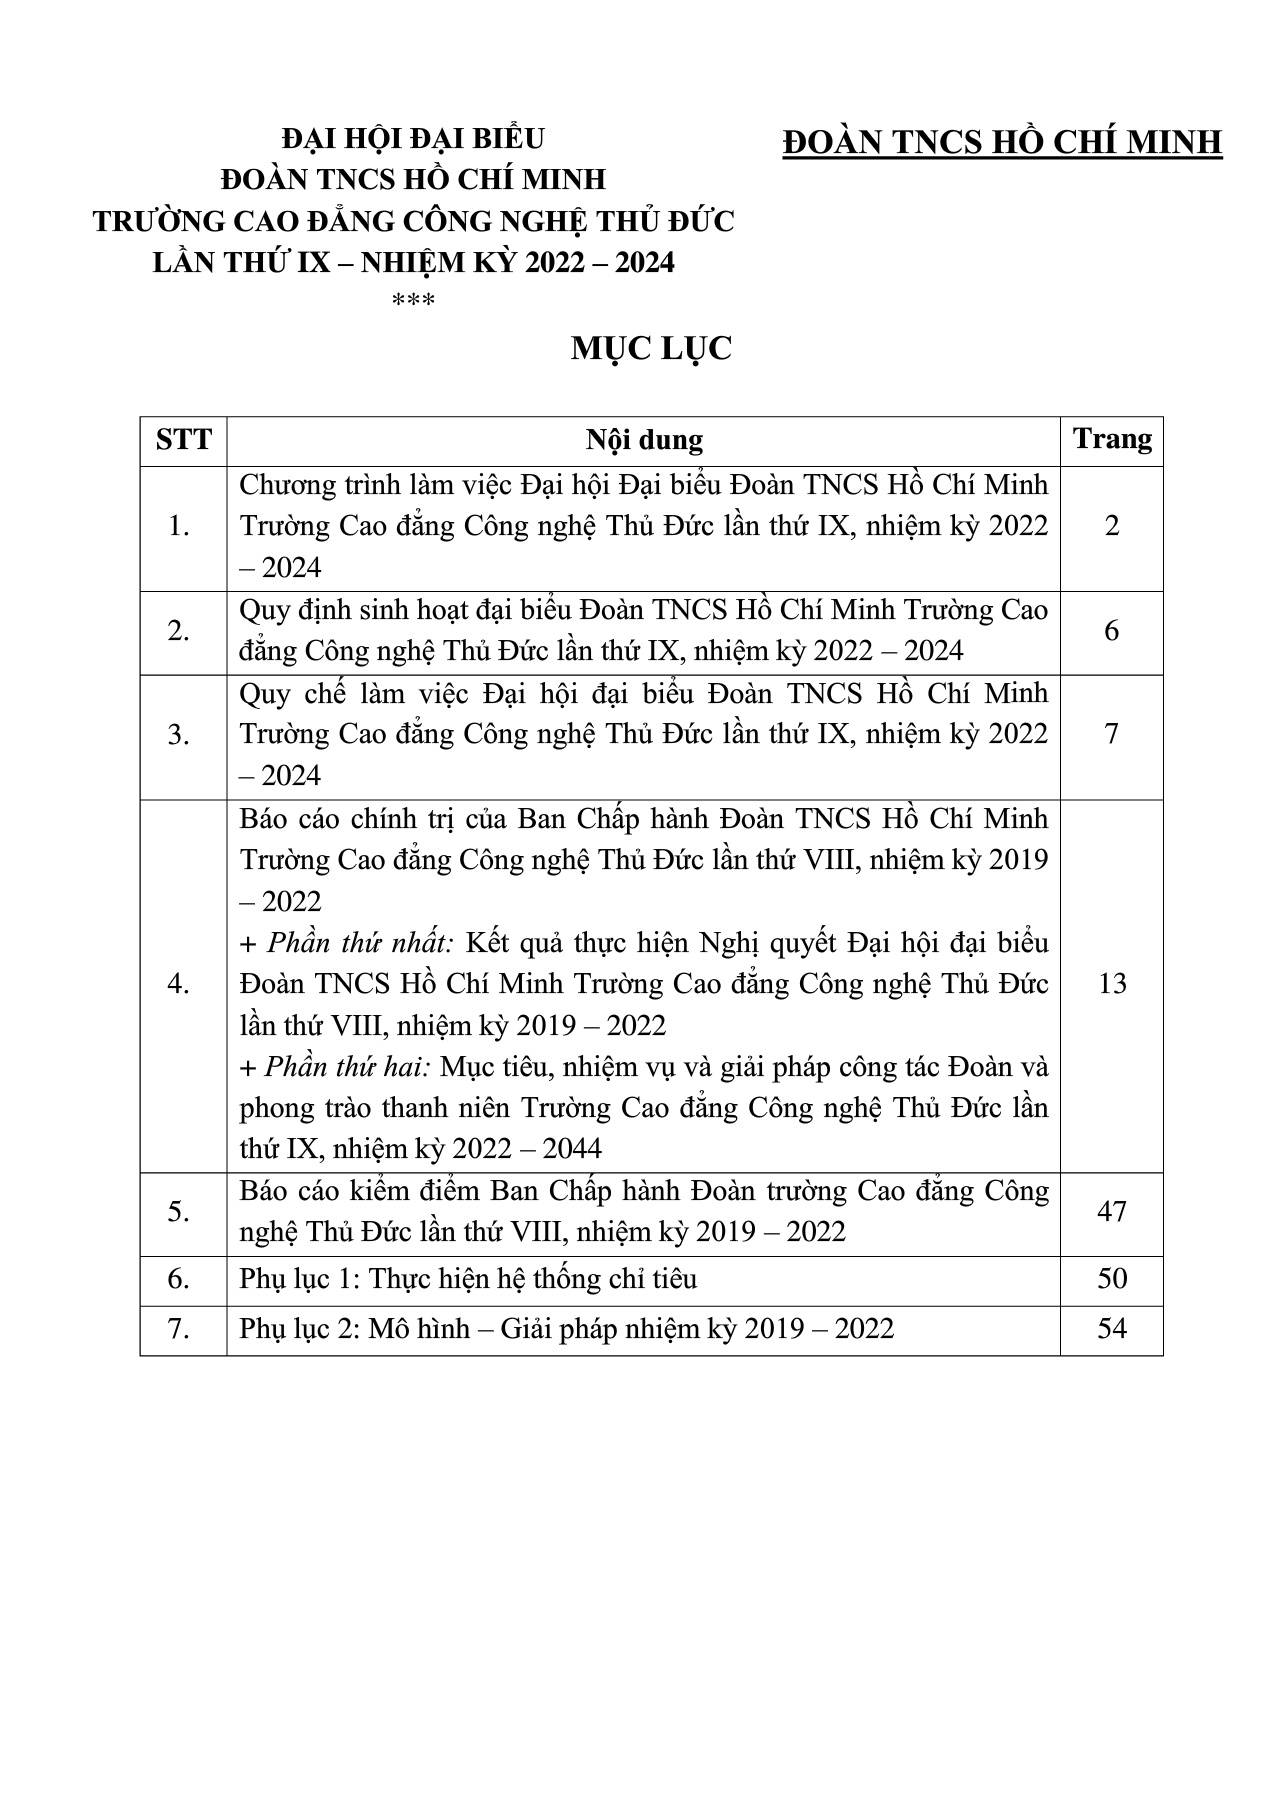 ĐẠI HỘI ĐẠI BIỂU
ĐOÀN TNCS HỒ CHÍ MINH
TRƯỜNG CAO ĐẲNG CÔNG NGHỆ THỦ ĐỨC
LẦN THỨ IX – NHIỆM KỲ 2022 – 2024
***
ĐOÀN TNCS HỒ CHÍ MINH
MỤC LỤC
STT Nội dung Trang
Chương trình làm việc Đại hội Đại biểu Đoàn TNCS Hồ Chí Minh
1. Trường Cao đẳng Công nghệ Thủ Đức lần thứ IX, nhiệm kỳ 2022 2
– 2024
2. Quy định sinh hoạt đại biểu Đoàn TNCS Hồ Chí Minh Trường Cao 6
đẳng Công nghệ Thủ Đức lần thứ IX, nhiệm kỳ 2022 – 2024
Quy chế làm việc Đại hội đại biểu Đoàn TNCS Hồ Chí Minh
3. Trường Cao đẳng Công nghệ Thủ Đức lần thứ IX, nhiệm kỳ 2022 7
– 2024
Báo cáo chính trị của Ban Chấp hành Đoàn TNCS Hồ Chí Minh
Trường Cao đẳng Công nghệ Thủ Đức lần thứ VIII, nhiệm kỳ 2019
– 2022
+ Phần thứ nhất: Kết quả thực hiện Nghị quyết Đại hội đại biểu
4. Đoàn TNCS Hồ Chí Minh Trường Cao đẳng Công nghệ Thủ Đức 13
lần thứ VIII, nhiệm kỳ 2019 – 2022
+ Phần thứ hai: Mục tiêu, nhiệm vụ và giải pháp công tác Đoàn và
phong trào thanh niên Trường Cao đẳng Công nghệ Thủ Đức lần
thứ IX, nhiệm kỳ 2022 – 2044
5. Báo cáo kiểm điểm Ban Chấp hành Đoàn trường Cao đẳng Công 47
nghệ Thủ Đức lần thứ VIII, nhiệm kỳ 2019 – 2022
6. Phụ lục 1: Thực hiện hệ thống chỉ tiêu 50
7. Phụ lục 2: Mô hình – Giải pháp nhiệm kỳ 2019 – 2022 54